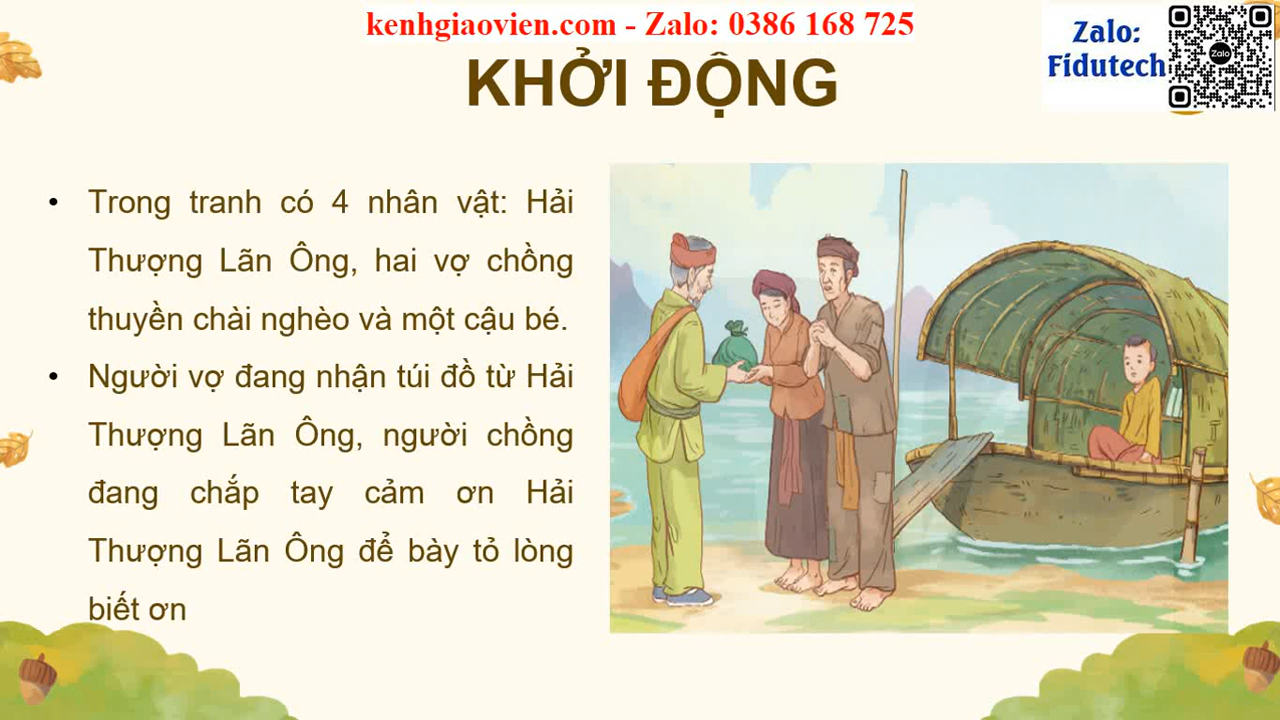 kenhgiaovien.com - Zalo: 0386 168 725
Zalo:
Fidutech
Zalo
KHỞI ĐỘNG
• Trong tranh có 4 nhân vật: Hải
Thượng Lãn Ông, hai vợ chồng
thuyền chài nghèo và một cậu bé.
• Người vợ đang nhận túi đồ từ Hải
Thượng Lãn Ông, người chồng
đang chắp tay cảm ơn Hải
Thượng Lãn Ông để bày tỏ lòng
biết ơn